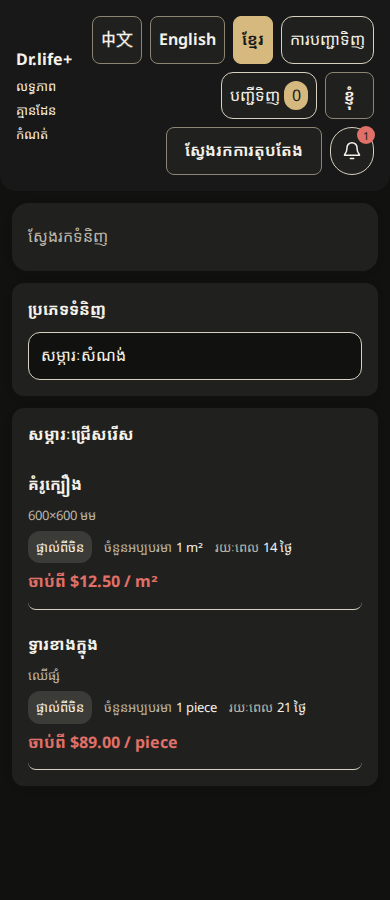 Dr.life+
លទ្ធភាព
គ្មានដែន
កំណត់
中文
English
ខ្មែរ
ការបញ្ជាទិញ
បញ្ជីទិញ 0
ខ្ញុំ
ស្វែងរកការតុបតែង
1
ស្វែងរកទំនិញ
ប្រភេទទំនិញ
សម្ភារៈសំណង់
សម្ភារៈជ្រើសរើស
គំរូក្បឿង
600×600 មម
ផ្ទាល់ពីចិន ចំនួនអប្បបរមា 1 m² រយៈពេល 14 ថ្ងៃ
ចាប់ពី $12.50 / m²
ទ្វារខាងក្នុង
ឈើផ្សំ
ផ្ទាល់ពីចិន ចំនួនអប្បបរមា 1 piece រយៈពេល 21 ថ្ងៃ
ចាប់ពី $89.00 / piece